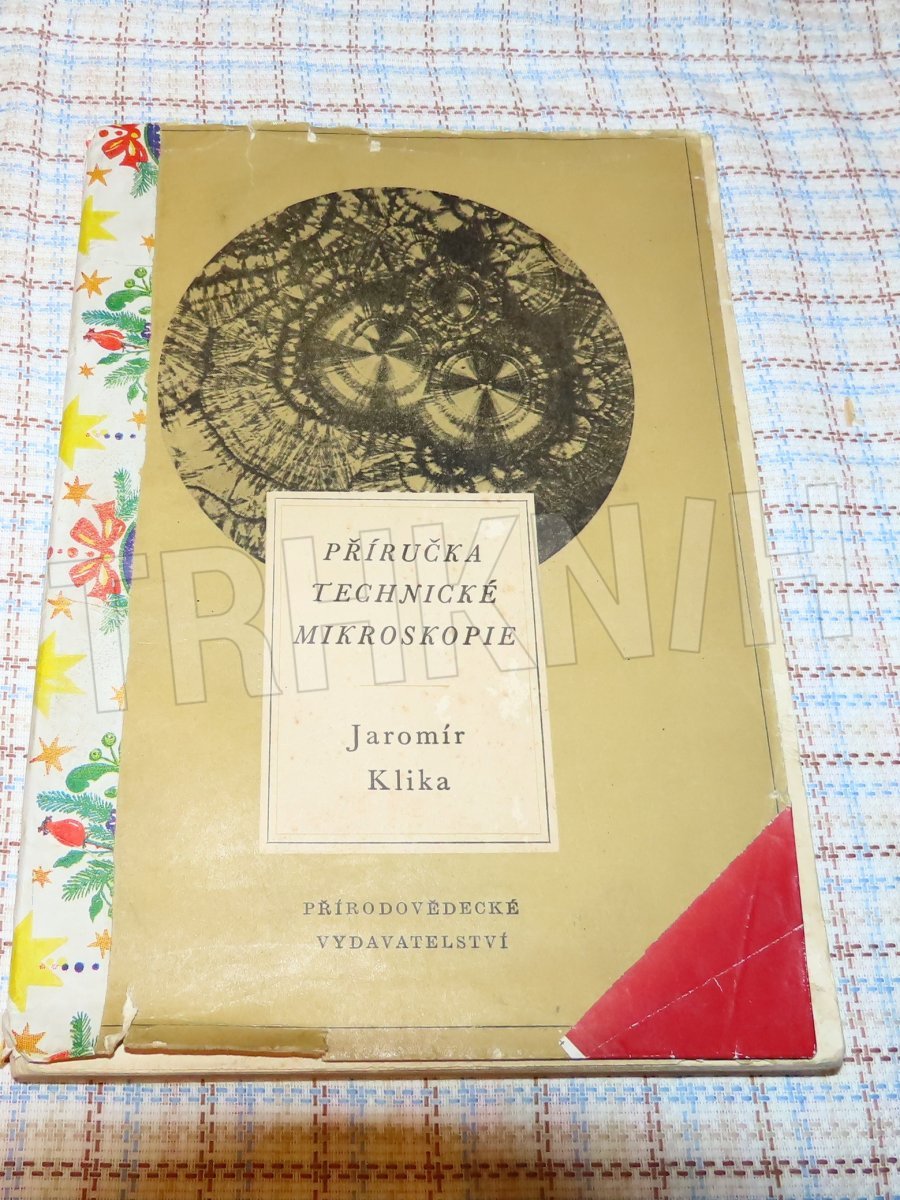 PŘÍRUČKA
TECHNICKÉ
MIKROSKOPIE
Jaromír
Klika
PŘÍRODOVĚDECKÉ
VYDAVATELSTVÍ
TRHKNIH